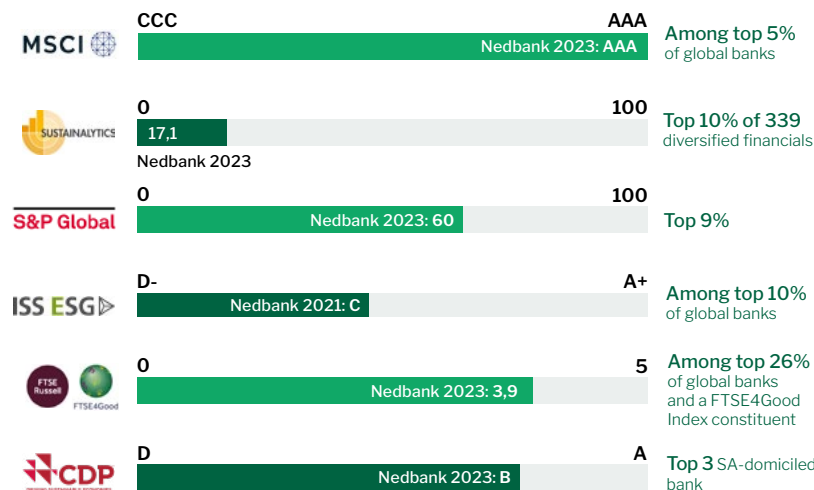 CCC AAA
MSCI
Nedbank 2023: AAA
Among top 5%
of global banks
0 100
SUSTAINALYTICS
17,1
Nedbank 2023
Top 10% of 339
diversified financials
0 100
S&P Global
Nedbank 2023: 60
Top 9%
D- A+
ISS ESG
Nedbank 2021: C
Among top 10%
of global banks
0 5
FTSE
Russell
FTSE4Good
Nedbank 2023: 3,9
Among top 26%
of global banks
and a FTSE4Good
Index constituent
D A
CDP
Nedbank 2023: B
Top 3 SA-domiciled
bank